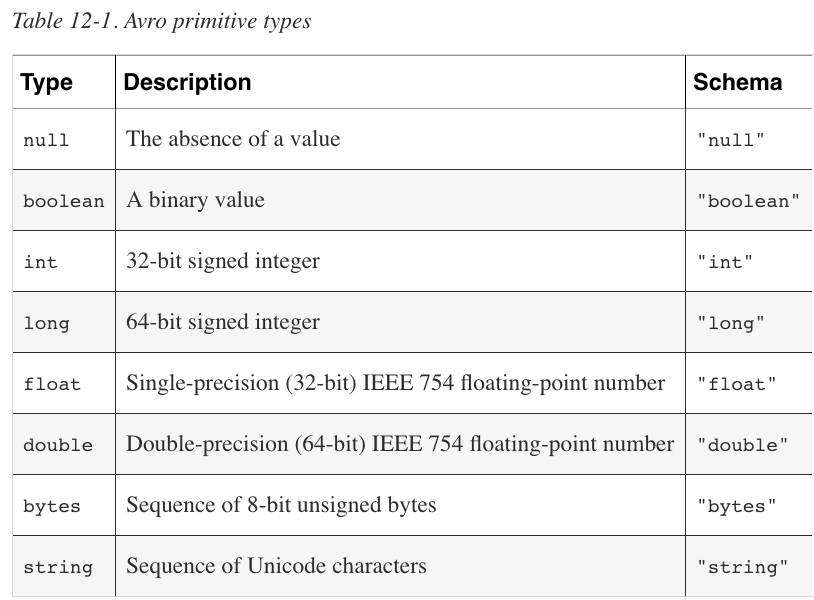 Table 12-1. Avro primitive types
Type Description Schema
null The absence of a value "null"
boolean A binary value "boolean"
int 32-bit signed integer "int"
long 64-bit signed integer "long"
float Single-precision (32-bit) IEEE 754 floating-point number "float"
double Double-precision (64-bit) IEEE 754 floating-point number "double"
bytes Sequence of 8-bit unsigned bytes "bytes"
string Sequence of Unicode characters "string"